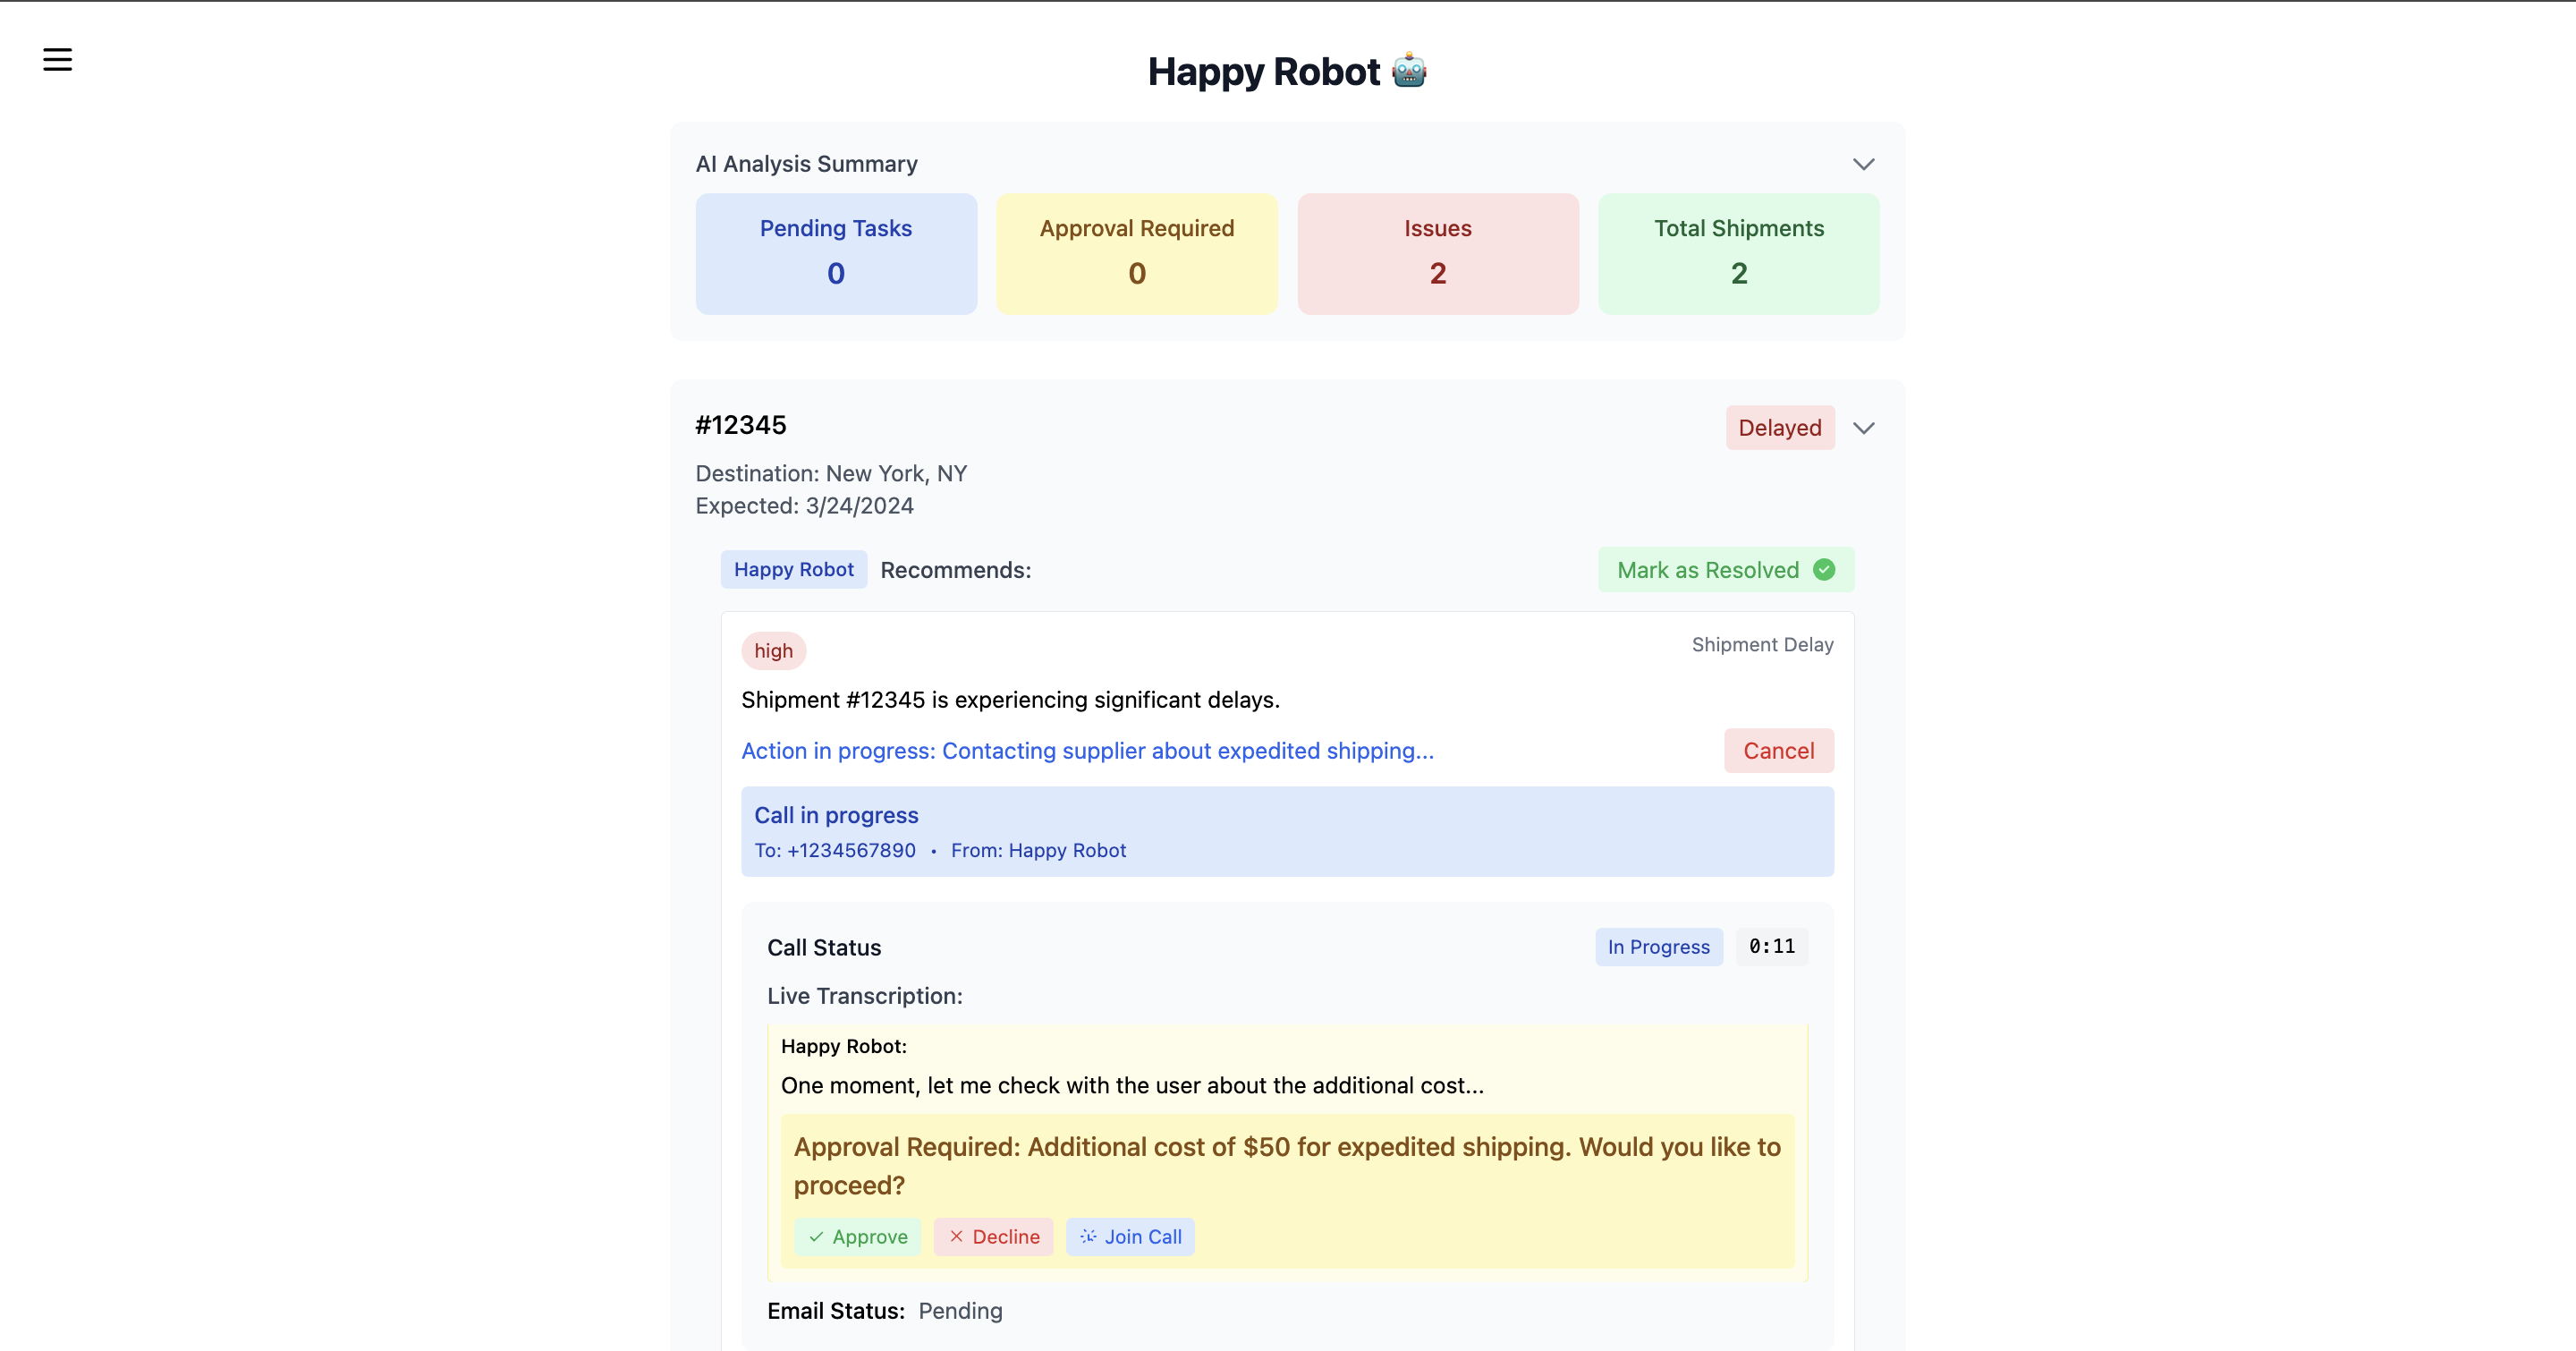 Happy Robot 🤖
AI Analysis Summary
Pending Tasks
0
Approval Required
0
Issues
2
Total Shipments
2
#12345
Delayed
Destination: New York, NY
Expected: 3/24/2024
Happy Robot Recommends:
Mark as Resolved
high
Shipment Delay
Shipment #12345 is experiencing significant delays.
Action in progress: Contacting supplier about expedited shipping...
Cancel
Call in progress
To: +1234567890 • From: Happy Robot
Call Status
In Progress
0:11
Live Transcription:
Happy Robot:
One moment, let me check with the user about the additional cost...
Approval Required: Additional cost of $50 for expedited shipping. Would you like to
proceed?
Approve
Decline
Join Call
Email Status: Pending